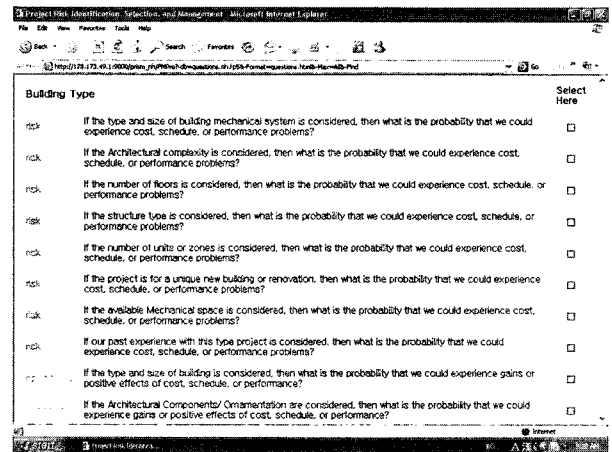 Project Risk Identification, Selection, and Management - Microsoft Internet Explorer
File Edit View Favorites Tools Help
Back Search Favorites
Go
Building Type
Select
Here
risk
If the type and size of building mechanical system is considered, then what is the probability that we could
experience cost, schedule, or performance problems?
risk
If the Architectural complexity is considered, then what is the probability that we could experience cost,
schedule, or performance problems?
risk
If the number of floors is considered, then what is the probability that we could experience cost, schedule, or
performance problems?
risk
If the structure type is considered, then what is the probability that we could experience cost, schedule, or
performance problems?
risk
If the number of units or zones is considered, then what is the probability that we could experience cost,
schedule, or performance problems?
risk
If the project is for a unique new building or renovation, then what is the probability that we could experience
cost, schedule, or performance problems?
risk
If the available Mechanical space is considered, then what is the probability that we could experience cost,
schedule, or performance problems?
risk
If our past experience with this type project is considered, then what is the probability that we could
experience cost, schedule, or performance problems?
If the type and size of building is considered, then what is the probability that we could experience gains or
positive effects of cost, schedule, or performance?
If the Architectural Components/ Ornamentation are considered, then what is the probability that we could
experience gains or positive effects of cost, schedule, or performance?
Internet